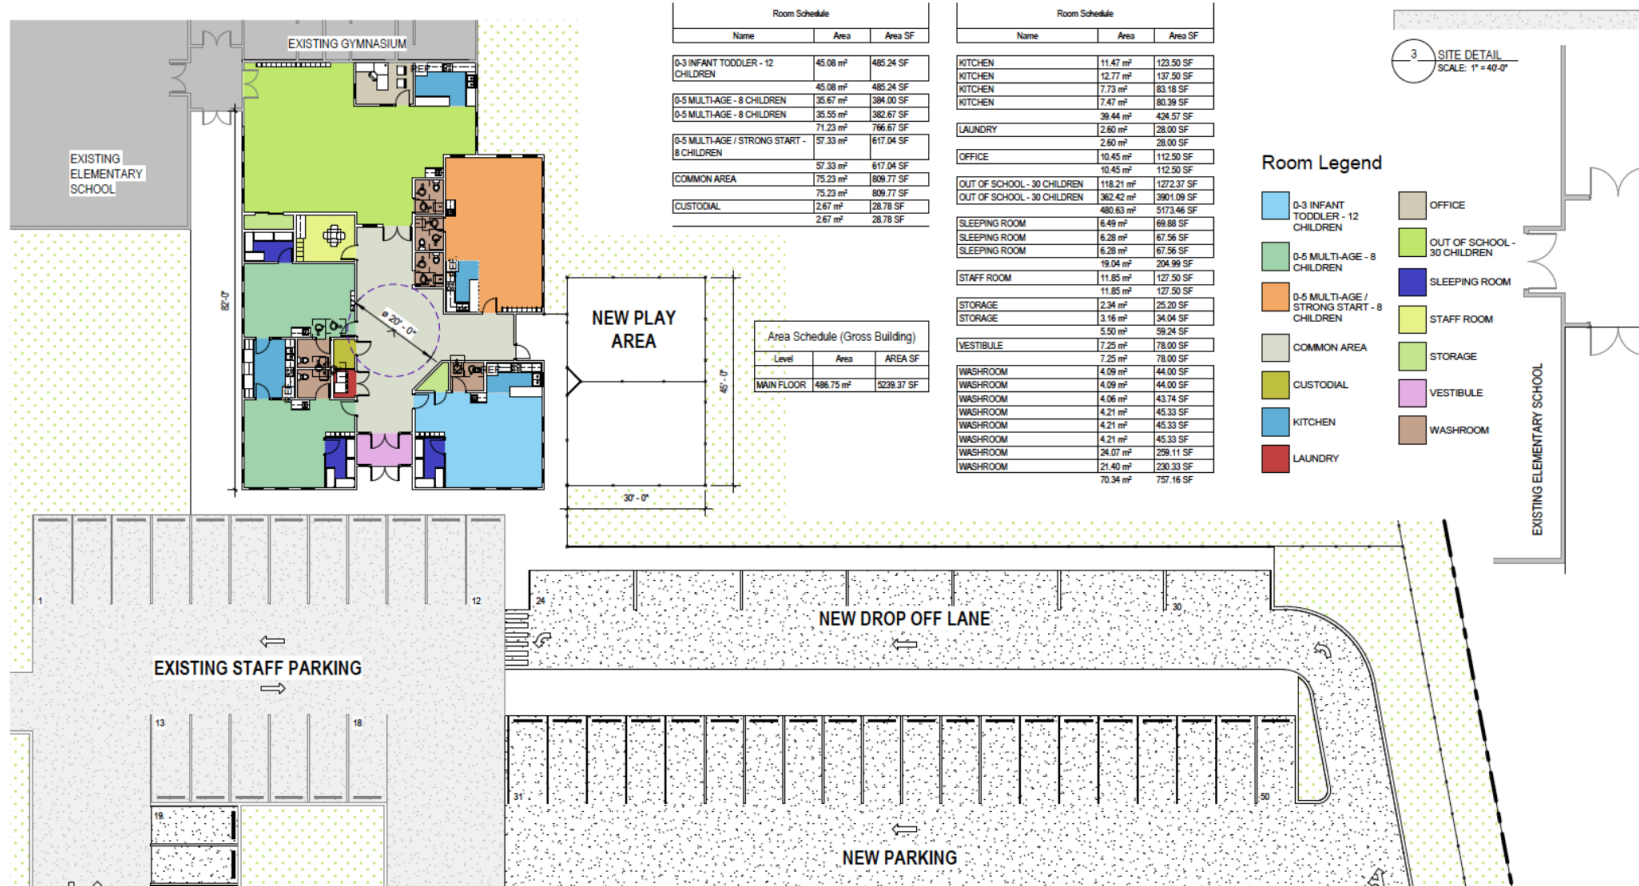 EXISTING GYMNASIUM
REF
EXISTING
ELEMENTARY
SCHOOL
82'-0"
ø 20' - 0"
NEW PLAY
AREA
45' - 0"
30' - 0"
Room Schedule
Name Area Area SF
0-3 INFANT TODDLER - 12 CHILDREN 45.08 m² 485.24 SF
45.08 m² 485.24 SF
0-5 MULTI-AGE - 8 CHILDREN 35.67 m² 384.00 SF
0-5 MULTI-AGE - 8 CHILDREN 35.55 m² 382.67 SF
71.23 m² 766.67 SF
0-5 MULTI-AGE / STRONG START - 8 CHILDREN 57.33 m² 617.04 SF
57.33 m² 617.04 SF
COMMON AREA 75.23 m² 809.77 SF
75.23 m² 809.77 SF
CUSTODIAL 2.67 m² 28.78 SF
2.67 m² 28.78 SF
Area Schedule (Gross Building)
Level Area AREA SF
MAIN FLOOR 486.75 m² 5239.37 SF
Room Schedule
Name Area Area SF
KITCHEN 11.47 m² 123.50 SF
KITCHEN 12.77 m² 137.50 SF
KITCHEN 7.73 m² 83.18 SF
KITCHEN 7.47 m² 80.39 SF
39.44 m² 424.57 SF
LAUNDRY 2.60 m² 28.00 SF
2.60 m² 28.00 SF
OFFICE 10.45 m² 112.50 SF
10.45 m² 112.50 SF
OUT OF SCHOOL - 30 CHILDREN 118.21 m² 1272.37 SF
OUT OF SCHOOL - 30 CHILDREN 362.42 m² 3901.09 SF
480.63 m² 5173.46 SF
SLEEPING ROOM 6.49 m² 69.88 SF
SLEEPING ROOM 6.28 m² 67.56 SF
SLEEPING ROOM 6.28 m² 67.56 SF
19.04 m² 204.99 SF
STAFF ROOM 11.85 m² 127.50 SF
11.85 m² 127.50 SF
STORAGE 2.34 m² 25.20 SF
STORAGE 3.16 m² 34.04 SF
5.50 m² 59.24 SF
VESTIBULE 7.25 m² 78.00 SF
7.25 m² 78.00 SF
WASHROOM 4.09 m² 44.00 SF
WASHROOM 4.09 m² 44.00 SF
WASHROOM 4.06 m² 43.74 SF
WASHROOM 4.21 m² 45.33 SF
WASHROOM 4.21 m² 45.33 SF
WASHROOM 4.21 m² 45.33 SF
WASHROOM 24.07 m² 259.11 SF
WASHROOM 21.40 m² 230.33 SF
70.34 m² 757.16 SF
3 SITE DETAIL
SCALE: 1" = 40'-0"
Room Legend
0-3 INFANT
TODDLER - 12
CHILDREN
0-5 MULTI-AGE - 8
CHILDREN
0-5 MULTI-AGE /
STRONG START - 8
CHILDREN
COMMON AREA
CUSTODIAL
KITCHEN
LAUNDRY
OFFICE
OUT OF SCHOOL -
30 CHILDREN
SLEEPING ROOM
STAFF ROOM
STORAGE
VESTIBULE
WASHROOM
EXISTING ELEMENTARY SCHOOL
1 12
24 30
NEW DROP OFF LANE
EXISTING STAFF PARKING
13 18
19
31 50
NEW PARKING